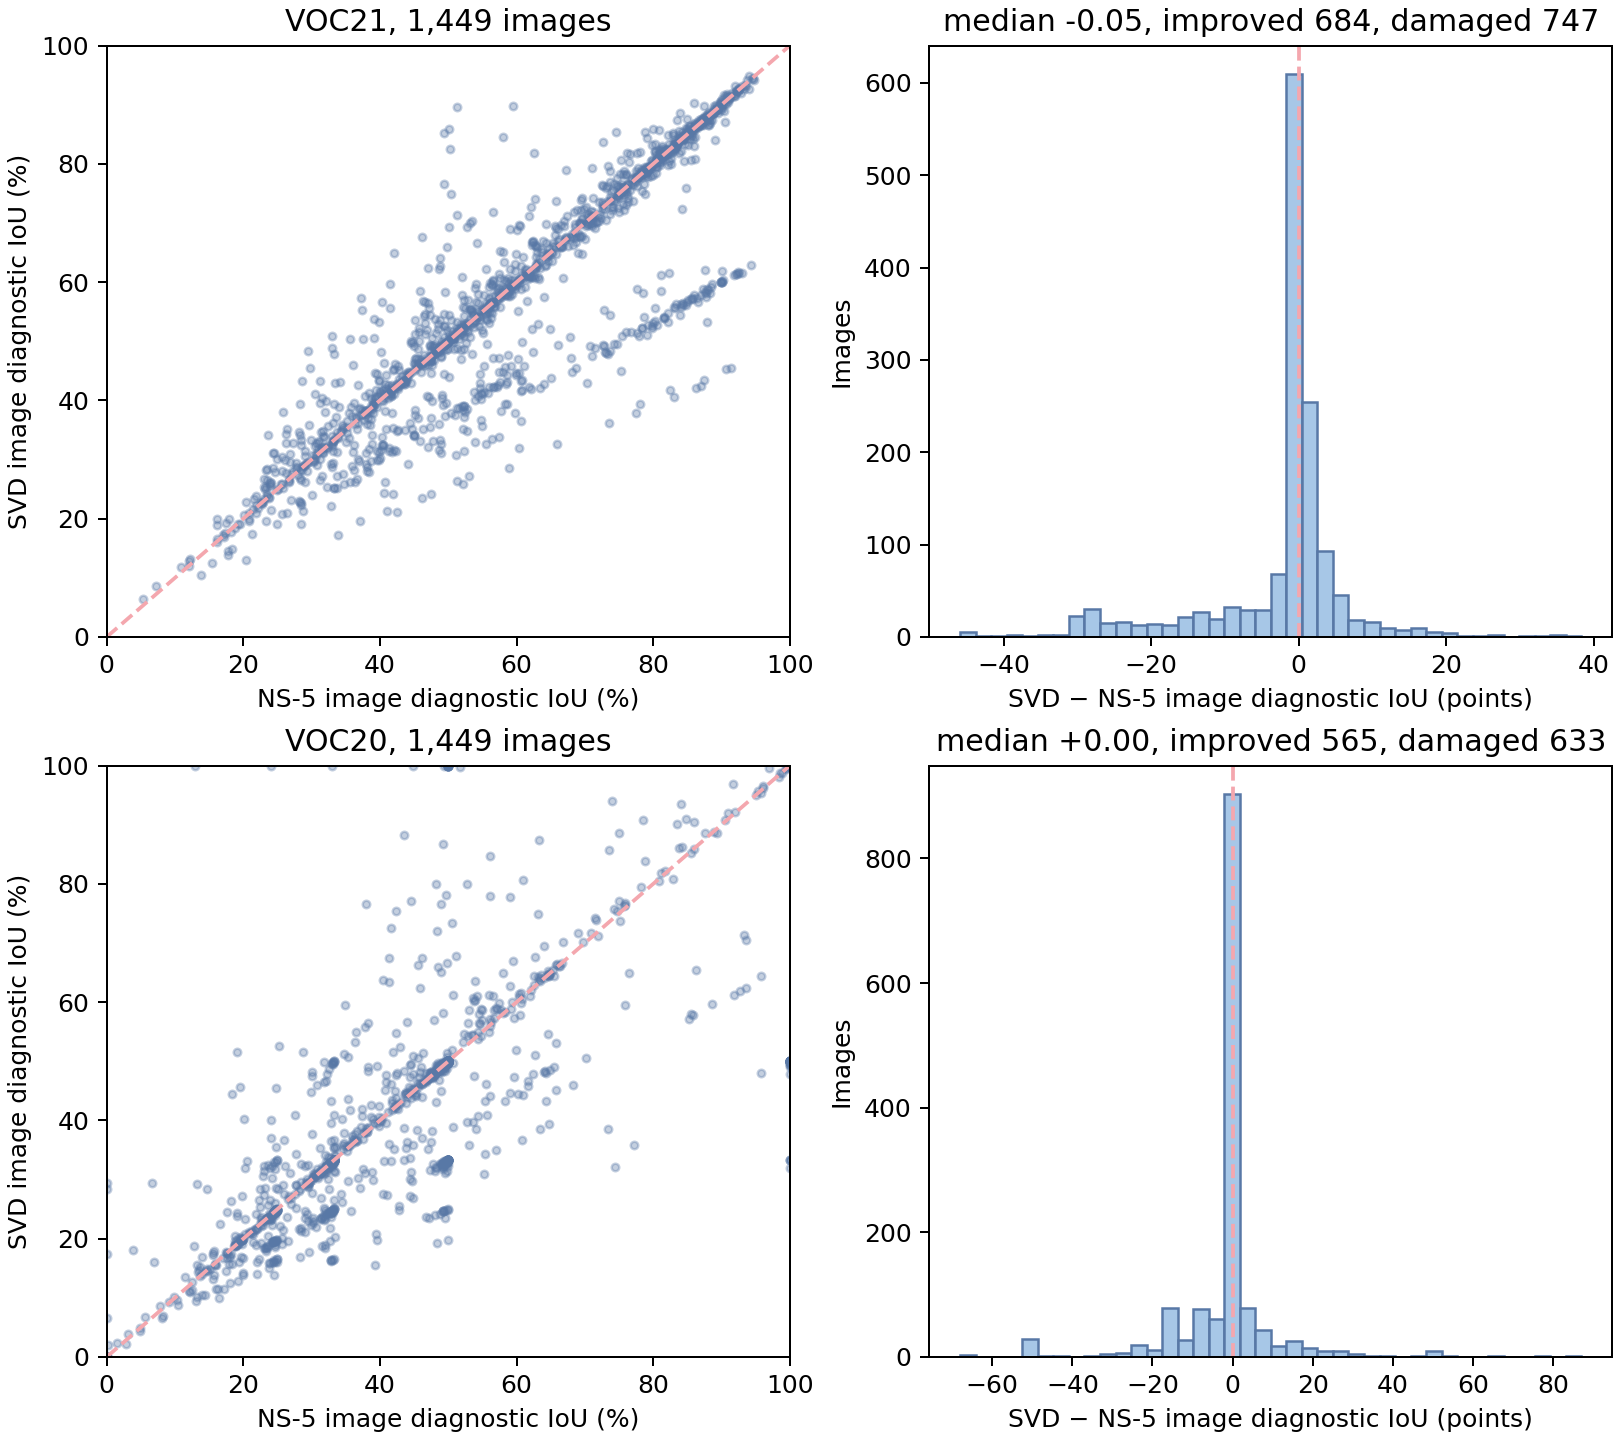 VOC21, 1,449 images
SVD image diagnostic IoU (%)
100
80
60
40
20
0
0 20 40 60 80 100
NS-5 image diagnostic IoU (%)
median -0.05, improved 684, damaged 747
Images
600
500
400
300
200
100
0
−40 −20 0 20 40
SVD − NS-5 image diagnostic IoU (points)
VOC20, 1,449 images
SVD image diagnostic IoU (%)
100
80
60
40
20
0
0 20 40 60 80 100
NS-5 image diagnostic IoU (%)
median +0.00, improved 565, damaged 633
Images
800
600
400
200
0
−60 −40 −20 0 20 40 60 80
SVD − NS-5 image diagnostic IoU (points)